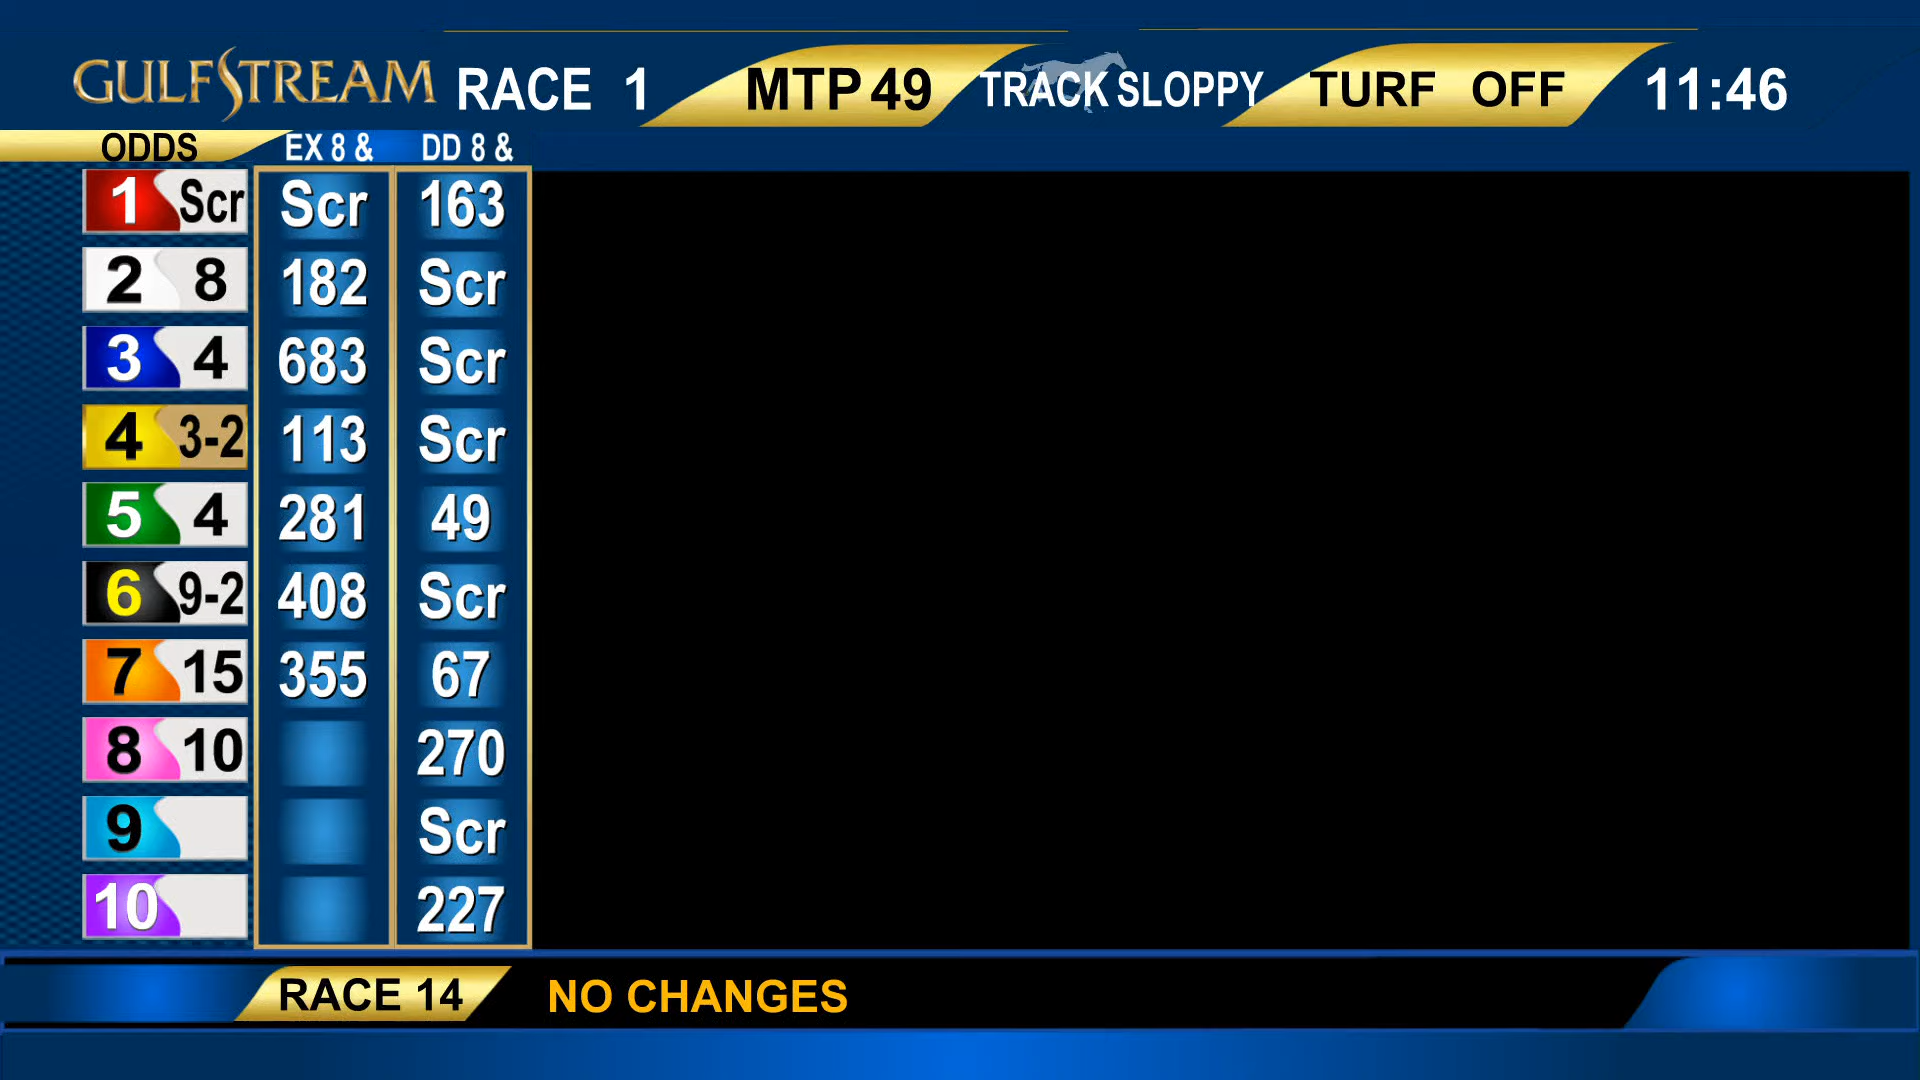 GULFSTREAM RACE 1 MTP 49 TRACK SLOPPY TURF OFF 11:46
ODDS EX 8 & DD 8 &
1 Scr Scr 163
2 8 182 Scr
3 4 683 Scr
4 3-2 113 Scr
5 4 281 49
6 9-2 408 Scr
7 15 355 67
8 10 270
9 Scr
10 227
RACE 14 NO CHANGES